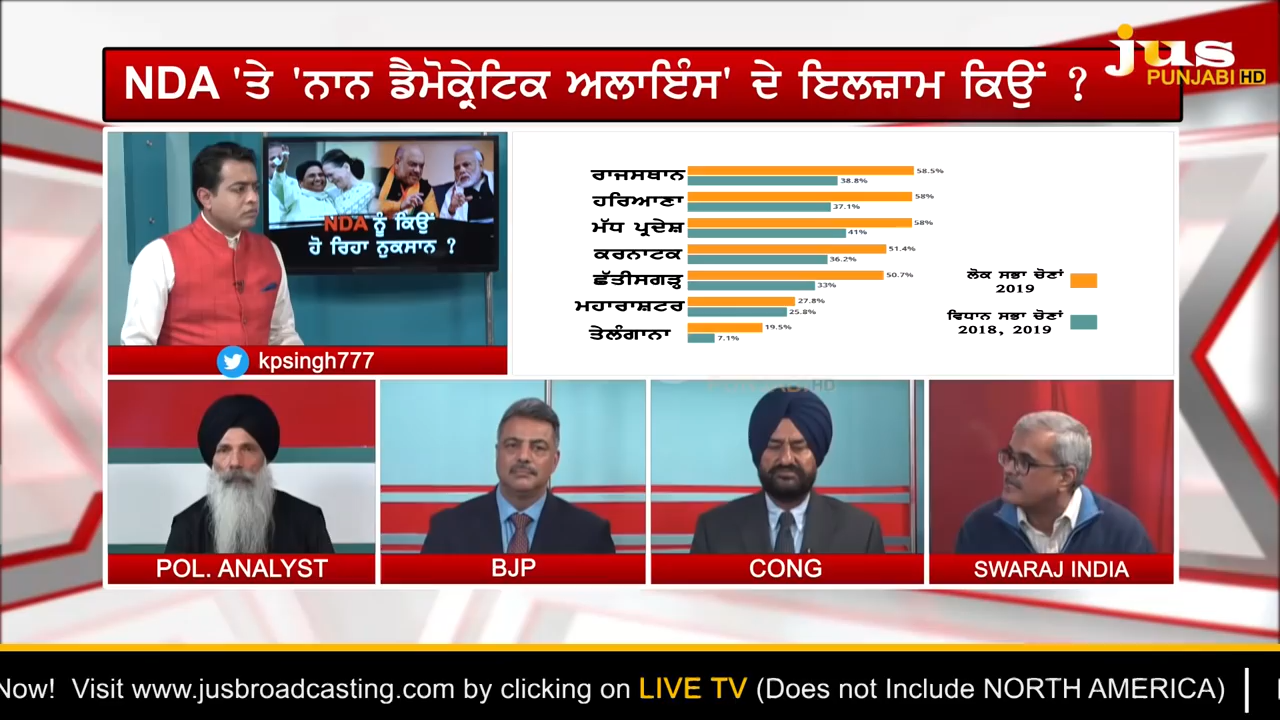 jus
PUNJABI HD
NDA 'ਤੇ 'ਨਾਨ ਡੈਮੋਕ੍ਰੇਟਿਕ ਅਲਾਇੰਸ' ਦੇ ਇਲਜ਼ਾਮ ਕਿਉਂ ?
NDA ਨੂੰ ਕਿਉਂ
ਹੋ ਰਿਹਾ ਨੁਕਸਾਨ ?
kpsingh777
ਰਾਜਸਥਾਨ 58.5%
38.8%
ਹਰਿਆਣਾ 58%
37.1%
ਮੱਧ ਪ੍ਰਦੇਸ਼ 58%
41%
ਕਰਨਾਟਕ 51.4%
36.2%
ਛੱਤੀਸਗੜ੍ਹ 50.7%
33%
ਮਹਾਰਾਸ਼ਟਰ 27.8%
25.8%
ਤੇਲੰਗਾਨਾ 19.5%
7.1%
ਲੋਕ ਸਭਾ ਚੋਣਾਂ
2019
ਵਿਧਾਨ ਸਭਾ ਚੋਣਾਂ
2018, 2019
POL. ANALYST
BJP
CONG
SWARAJ INDIA
Now! Visit www.jusbroadcasting.com by clicking on LIVE TV (Does not Include NORTH AMERICA)